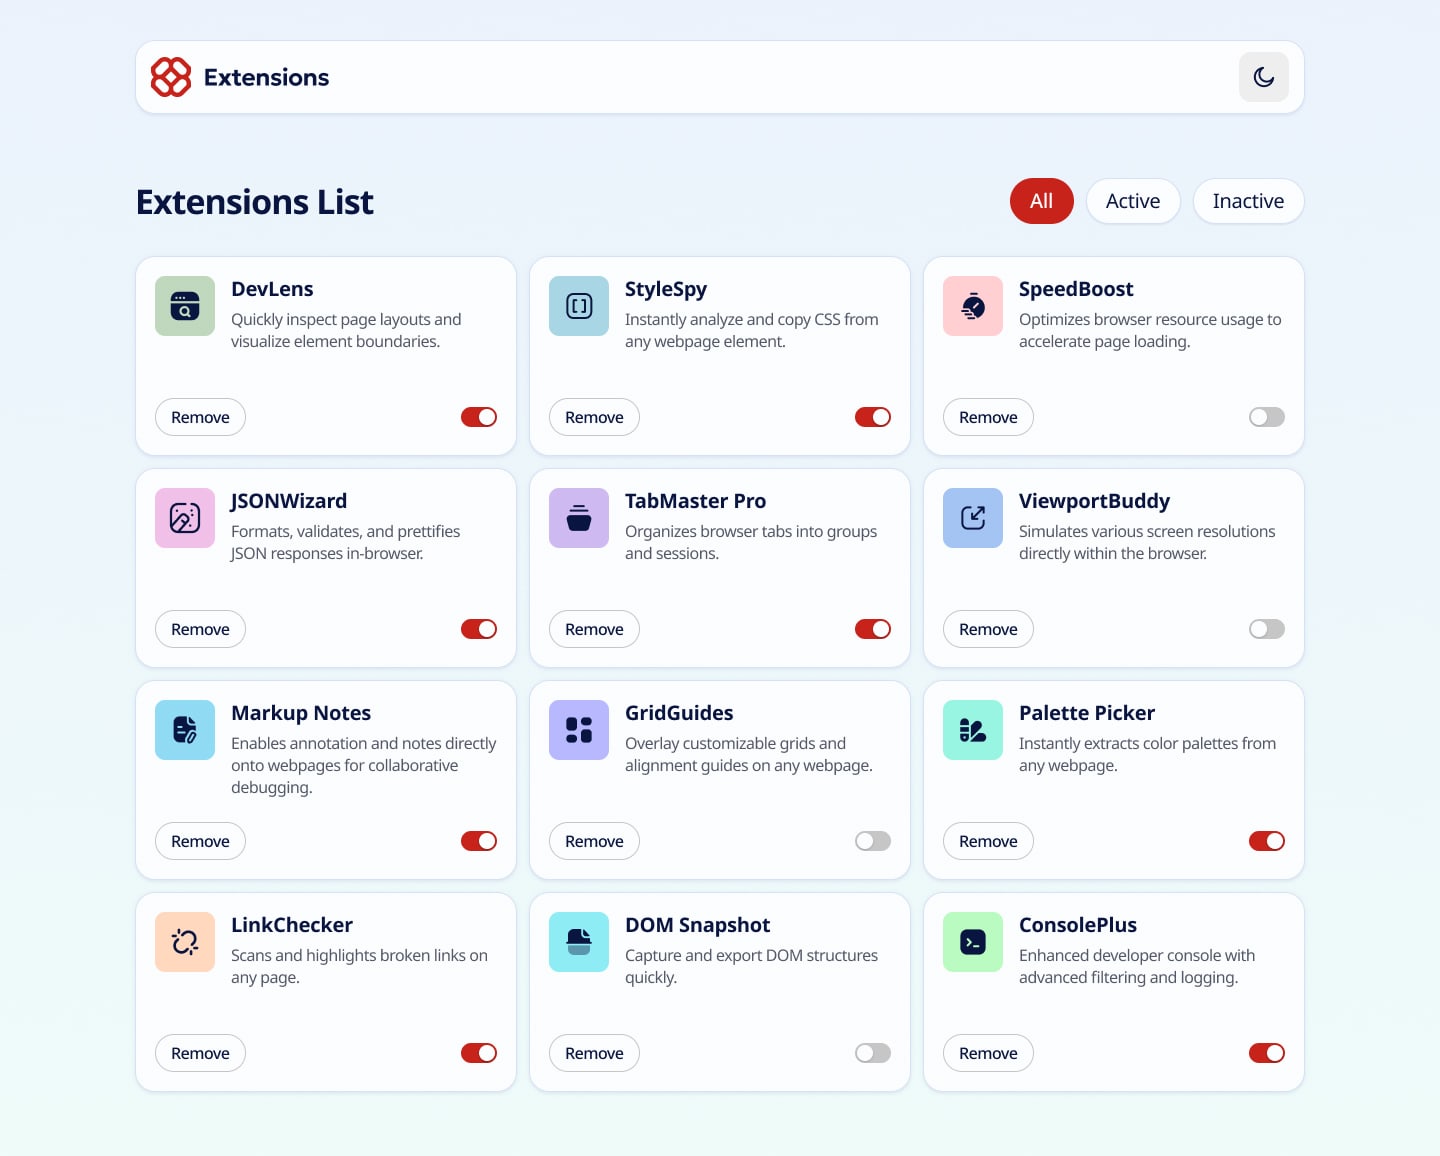 Extensions
Extensions List
All
Active
Inactive
DevLens
Quickly inspect page layouts and
visualize element boundaries.
Remove
StyleSpy
Instantly analyze and copy CSS from
any webpage element.
Remove
SpeedBoost
Optimizes browser resource usage to
accelerate page loading.
Remove
JSONWizard
Formats, validates, and prettifies
JSON responses in-browser.
Remove
TabMaster Pro
Organizes browser tabs into groups
and sessions.
Remove
ViewportBuddy
Simulates various screen resolutions
directly within the browser.
Remove
Markup Notes
Enables annotation and notes directly
onto webpages for collaborative
debugging.
Remove
GridGuides
Overlay customizable grids and
alignment guides on any webpage.
Remove
Palette Picker
Instantly extracts color palettes from
any webpage.
Remove
LinkChecker
Scans and highlights broken links on
any page.
Remove
DOM Snapshot
Capture and export DOM structures
quickly.
Remove
ConsolePlus
Enhanced developer console with
advanced filtering and logging.
Remove